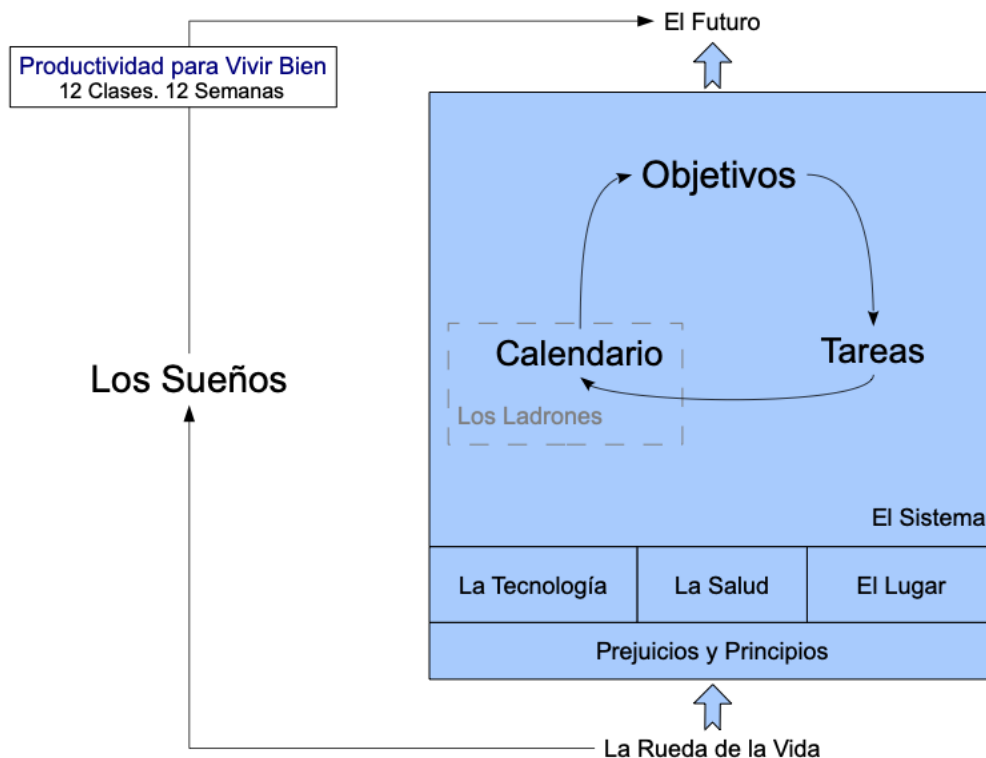 El Futuro
Productividad para Vivir Bien
12 Clases. 12 Semanas
Objetivos
Calendario
Tareas
Los Sueños
Los Ladrones
El Sistema
La Tecnología
La Salud
El Lugar
Prejuicios y Principios
La Rueda de la Vida